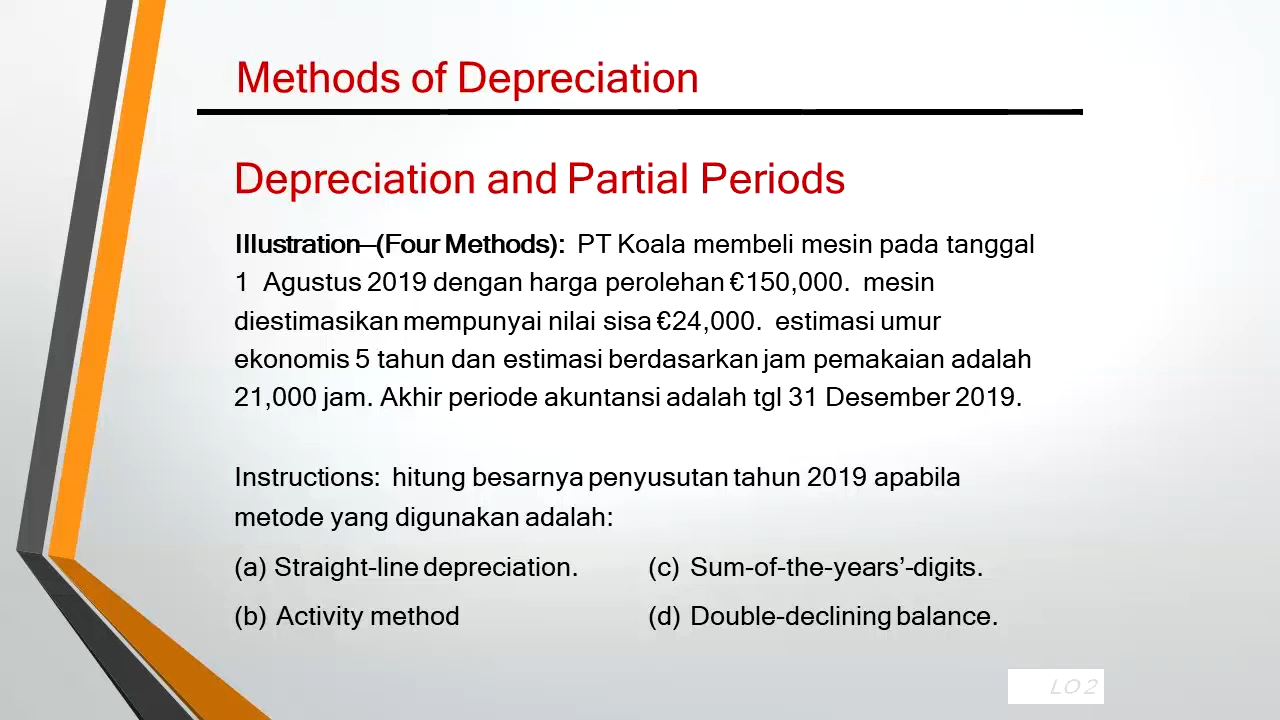 Methods of Depreciation
Depreciation and Partial Periods
Illustration—(Four Methods): PT Koala membeli mesin pada tanggal
1 Agustus 2019 dengan harga perolehan €150,000. mesin
diestimasikan mempunyai nilai sisa €24,000. estimasi umur
ekonomis 5 tahun dan estimasi berdasarkan jam pemakaian adalah
21,000 jam. Akhir periode akuntansi adalah tgl 31 Desember 2019.
Instructions: hitung besarnya penyusutan tahun 2019 apabila
metode yang digunakan adalah:
(a) Straight-line depreciation. (c) Sum-of-the-years’-digits.
(b) Activity method (d) Double-declining balance.
LO 2